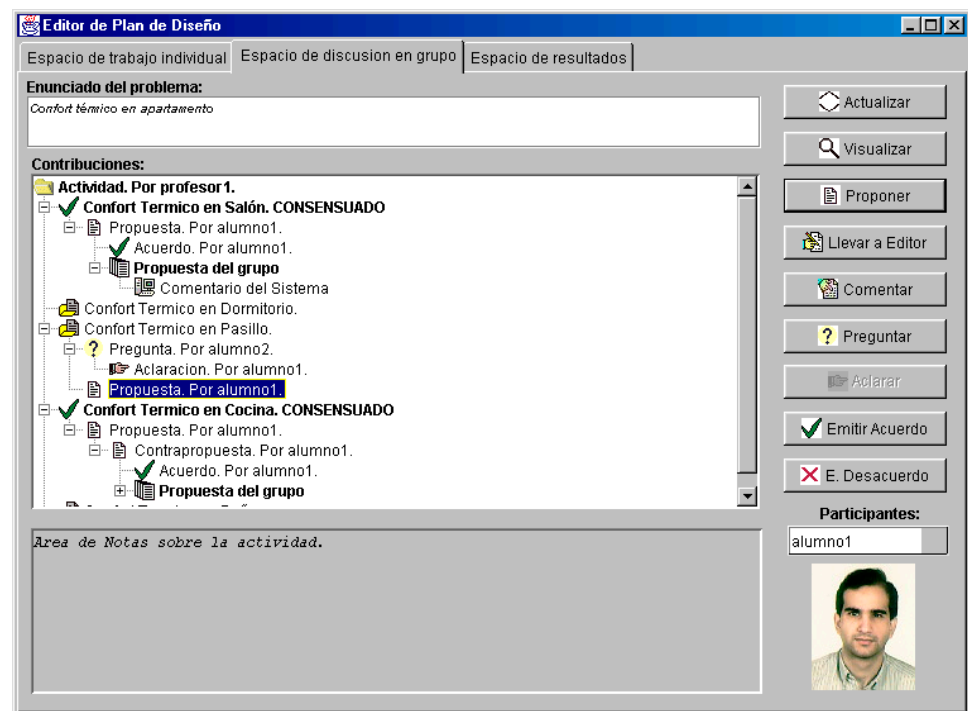 Editor de Plan de Diseño
Espacio de trabajo individual Espacio de discusion en grupo Espacio de resultados
Enunciado del problema:
Confort térmico en apartamento
Contribuciones:
Actividad. Por profesor1.
Confort Termico en Salón. CONSENSUADO
Propuesta. Por alumno1.
Acuerdo. Por alumno1.
Propuesta del grupo
Comentario del Sistema
Confort Termico en Dormitorio.
Confort Termico en Pasillo.
Pregunta. Por alumno2.
Aclaracion. Por alumno1.
Propuesta. Por alumno1.
Confort Termico en Cocina. CONSENSUADO
Propuesta. Por alumno1.
Contrapropuesta. Por alumno1.
Acuerdo. Por alumno1.
Propuesta del grupo
Area de Notas sobre la actividad.
Actualizar
Visualizar
Proponer
Llevar a Editor
Comentar
? Preguntar
Aclarar
Emitir Acuerdo
E. Desacuerdo
Participantes:
alumno1